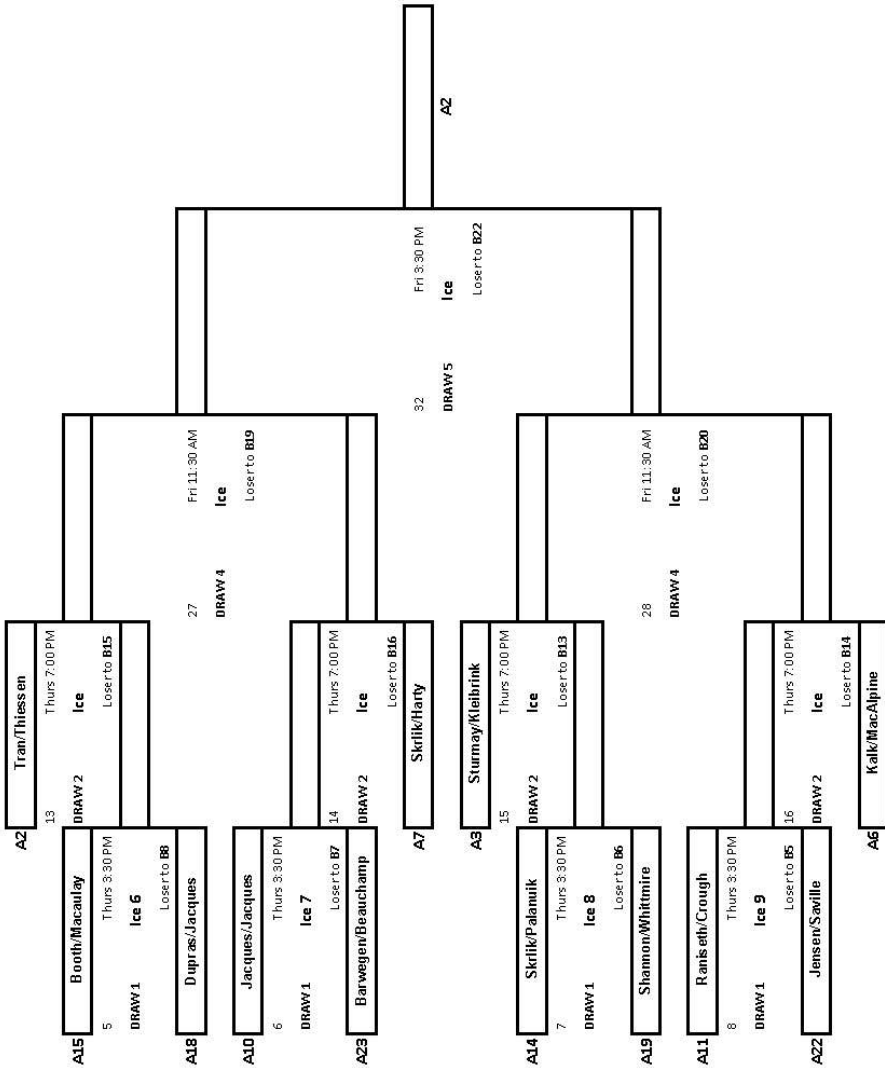 A2
Tran/Thiessen
13
Thurs 7:00 PM
DRAW 2
Ice
Loser to B15
A15
Booth/Macaulay
5
Thurs 3:30 PM
DRAW 1
Ice 6
Loser to B8
A18
Dupras/Jacques
27
Fri 11:30 AM
DRAW 4
Ice
Loser to B19
A10
Jacques/Jacques
6
Thurs 3:30 PM
DRAW 1
Ice 7
Loser to B7
A23
Barwegen/Beauchamp
14
Thurs 7:00 PM
DRAW 2
Ice
Loser to B16
A7
Skrlik/Harty
32
Fri 3:30 PM
DRAW 5
Ice
Loser to B22
A2
A3
Sturmay/Kleibrink
15
Thurs 7:00 PM
DRAW 2
Ice
Loser to B13
A14
Skrlik/Palanuik
7
Thurs 3:30 PM
DRAW 1
Ice 8
Loser to B6
A19
Shannon/Whittmire
28
Fri 11:30 AM
DRAW 4
Ice
Loser to B20
A11
Raniseth/Crough
8
Thurs 3:30 PM
DRAW 1
Ice 9
Loser to B5
A22
Jensen/Saville
16
Thurs 7:00 PM
DRAW 2
Ice
Loser to B14
A6
Kalk/MacAlpine